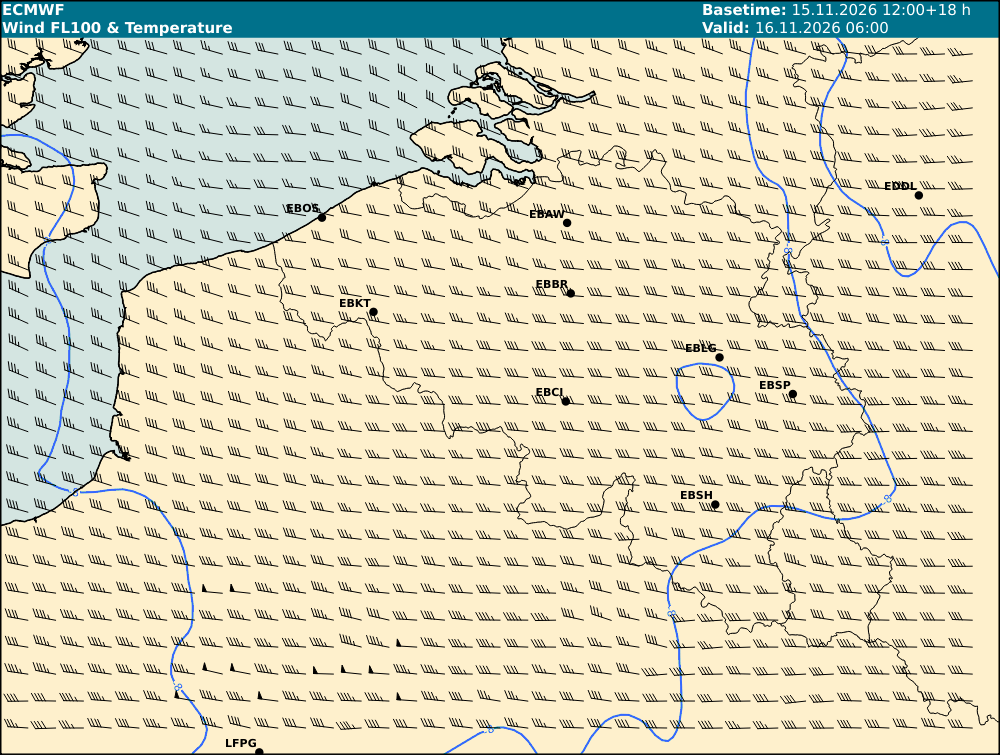 ECMWF
Basetime: 15.11.2026 12:00+18 h
Wind FL100 & Temperature
Valid: 16.11.2026 06:00
EDDL
EBOS
EBAW
EBBR
EBKT
EBLG
EBSP
EBCI
EBSH
LFPG